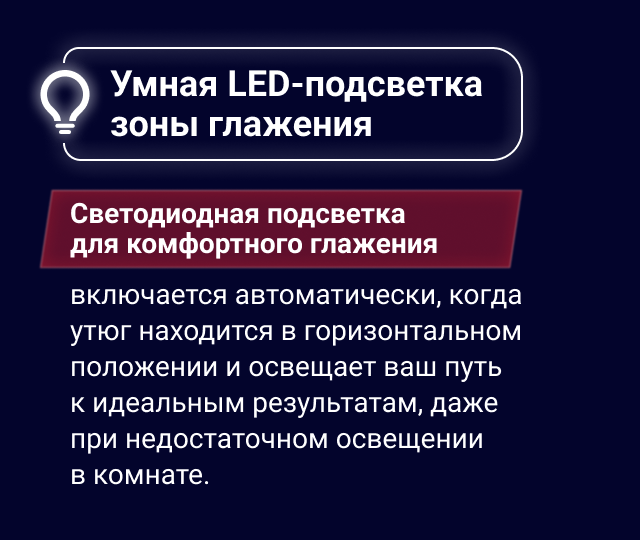 Умная LED-подсветка
зоны глажения
Светодиодная подсветка
для комфортного глажения
включается автоматически, когда
утюг находится в горизонтальном
положении и освещает ваш путь
к идеальным результатам, даже
при недостаточном освещении
в комнате.